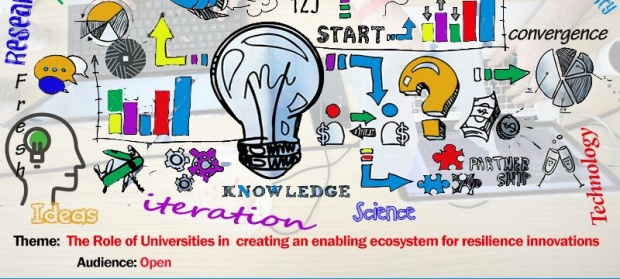 123
START...
convergence
Fresh
Ideas
KNOWLEDGE
iteration
PARTNER
SHIP
Science
Technology
Theme: The Role of Universities in creating an enabling ecosystem for resilience innovations
Audience: Open